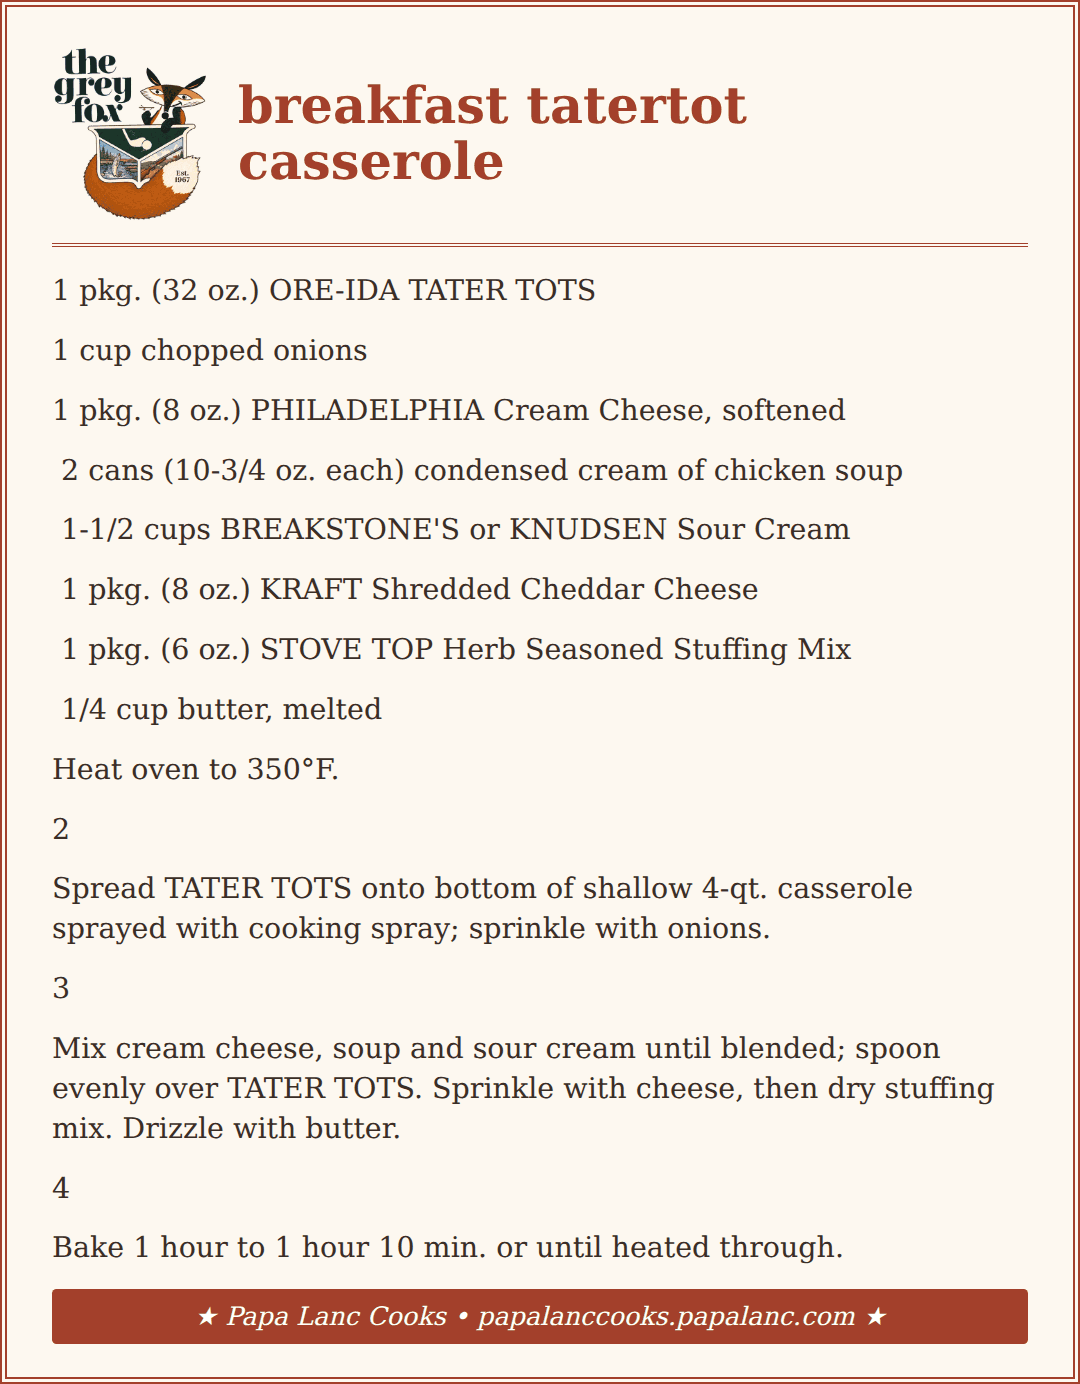 the
grey
fox
Est.
1967
breakfast tatertot
casserole
1 pkg. (32 oz.) ORE-IDA TATER TOTS
1 cup chopped onions
1 pkg. (8 oz.) PHILADELPHIA Cream Cheese, softened
2 cans (10-3/4 oz. each) condensed cream of chicken soup
1-1/2 cups BREAKSTONE'S or KNUDSEN Sour Cream
1 pkg. (8 oz.) KRAFT Shredded Cheddar Cheese
1 pkg. (6 oz.) STOVE TOP Herb Seasoned Stuffing Mix
1/4 cup butter, melted
Heat oven to 350°F.
2
Spread TATER TOTS onto bottom of shallow 4-qt. casserole
sprayed with cooking spray; sprinkle with onions.
3
Mix cream cheese, soup and sour cream until blended; spoon
evenly over TATER TOTS. Sprinkle with cheese, then dry stuffing
mix. Drizzle with butter.
4
Bake 1 hour to 1 hour 10 min. or until heated through.
★ Papa Lanc Cooks • papalanccooks.papalanc.com ★